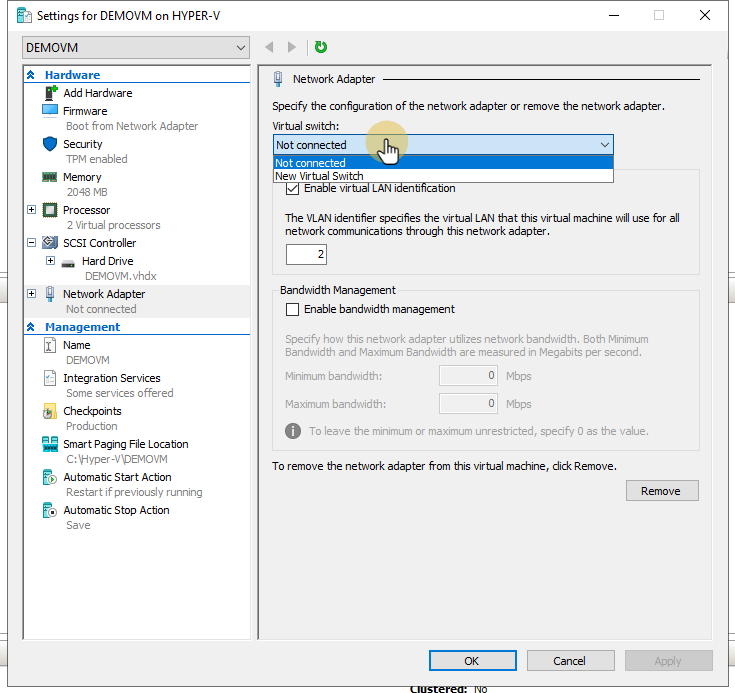 Settings for DEMOVM on HYPER-V
DEMOVM
Hardware
Add Hardware
Firmware
Boot from Network Adapter
Security
TPM enabled
Memory
2048 MB
Processor
2 Virtual processors
SCSI Controller
Hard Drive
DEMOVM.vhdx
Network Adapter
Not connected
Management
Name
DEMOVM
Integration Services
Some services offered
Checkpoints
Production
Smart Paging File Location
C:\Hyper-V\DEMOVM
Automatic Start Action
Restart if previously running
Automatic Stop Action
Save
Network Adapter
Specify the configuration of the network adapter or remove the network adapter.
Virtual switch:
Not connected
Not connected
New Virtual Switch
Enable virtual LAN identification
The VLAN identifier specifies the virtual LAN that this virtual machine will use for all
network communications through this network adapter.
2
Bandwidth Management
Enable bandwidth management
Specify how this network adapter utilizes network bandwidth. Both Minimum
Bandwidth and Maximum Bandwidth are measured in Megabits per second.
Minimum bandwidth: 0 Mbps
Maximum bandwidth: 0 Mbps
To leave the minimum or maximum unrestricted, specify 0 as the value.
To remove the network adapter from this virtual machine, click Remove.
Remove
OK Cancel Apply
Clustered: No